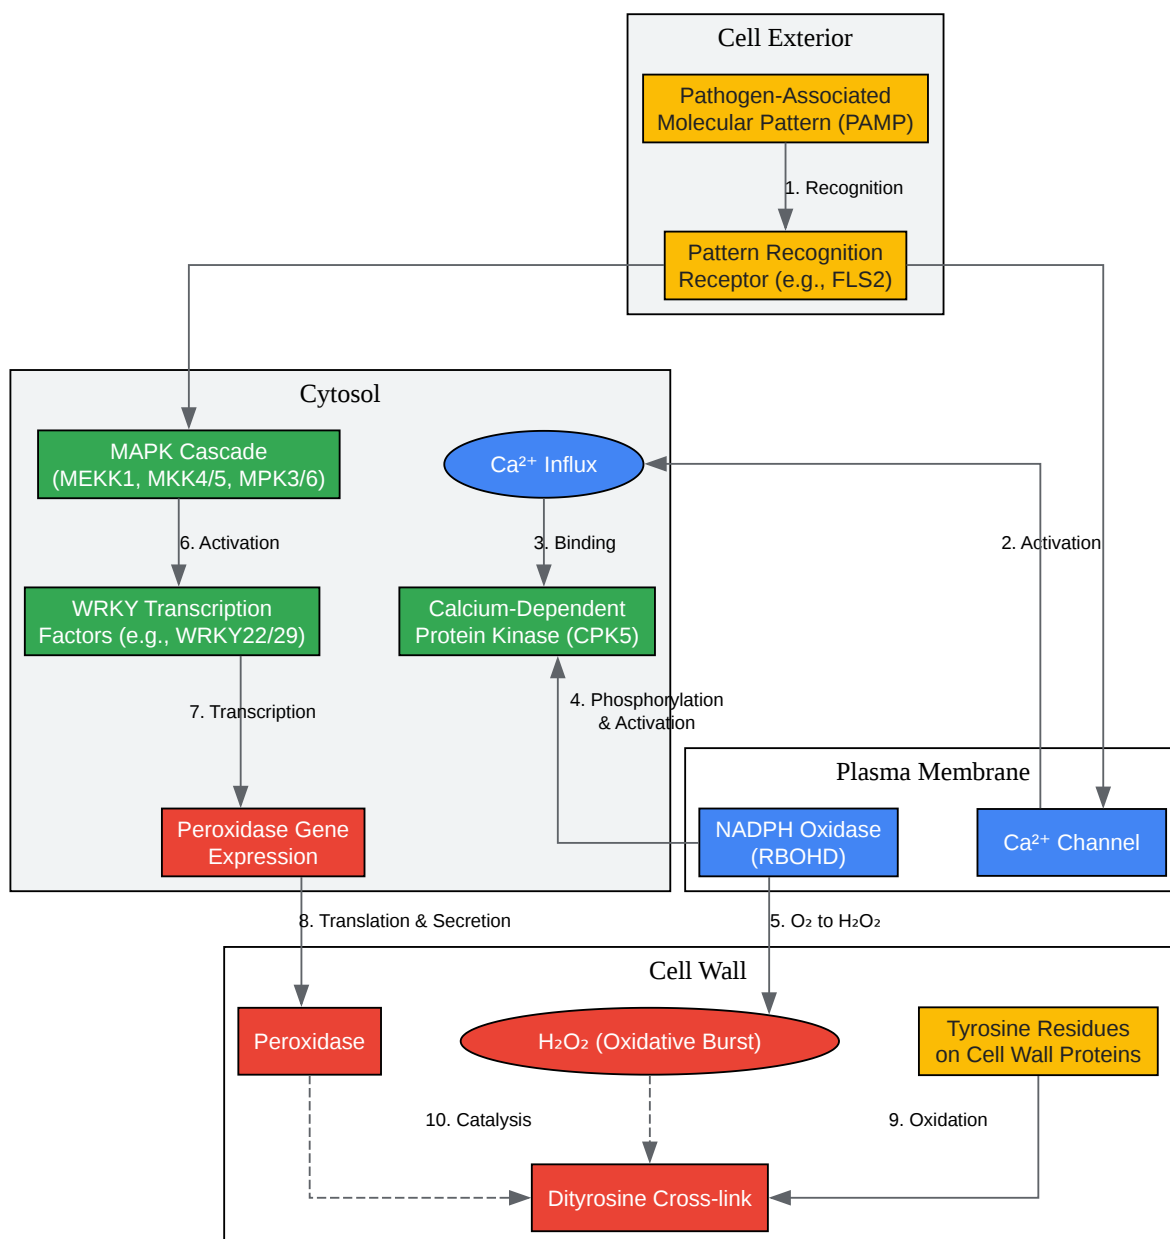 Cell Exterior
Pathogen-Associated
Molecular Pattern (PAMP)
1. Recognition
Pattern Recognition
Receptor (e.g., FLS2)
Cytosol
MAPK Cascade
(MEKK1, MKK4/5, MPK3/6)
Ca²⁺ Influx
6. Activation
3. Binding
2. Activation
WRKY Transcription
Factors (e.g., WRKY22/29)
Calcium-Dependent
Protein Kinase (CPK5)
7. Transcription
4. Phosphorylation
& Activation
Plasma Membrane
Peroxidase Gene
Expression
NADPH Oxidase
(RBOHD)
Ca²⁺ Channel
8. Translation & Secretion
5. O₂ to H₂O₂
Cell Wall
Peroxidase
H₂O₂ (Oxidative Burst)
Tyrosine Residues
on Cell Wall Proteins
10. Catalysis
9. Oxidation
Dityrosine Cross-link